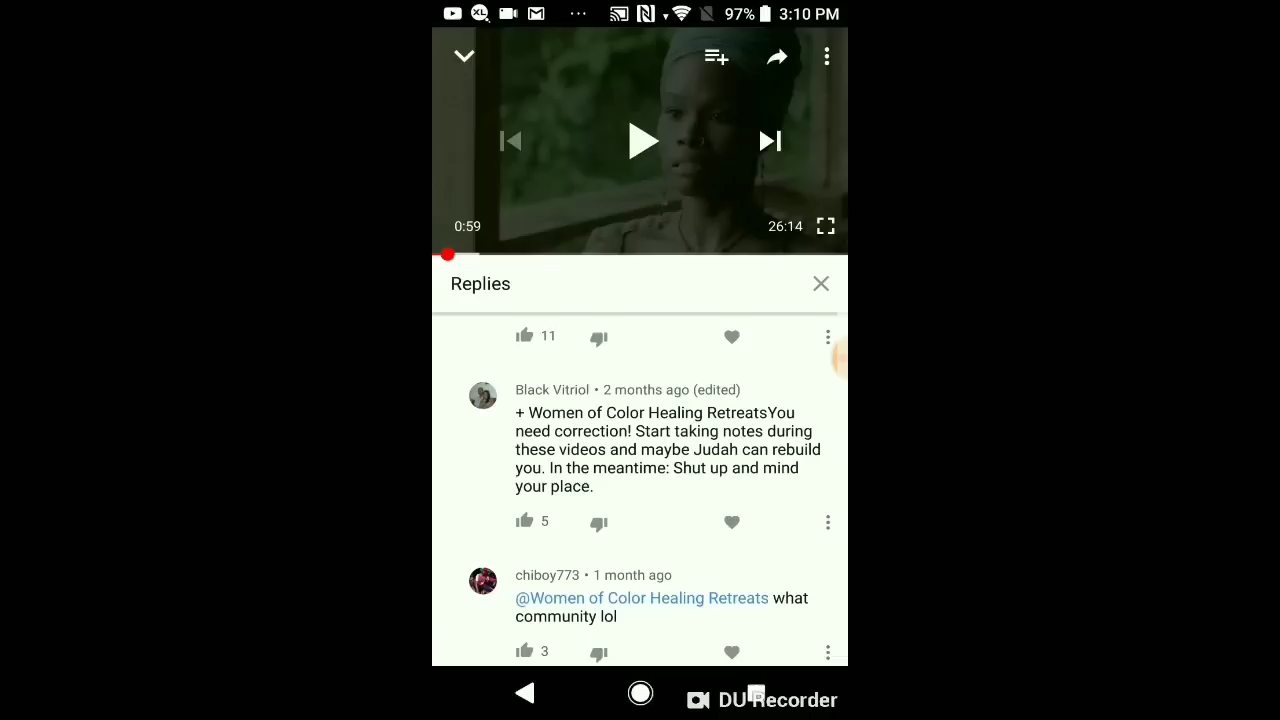 XL 97% 3:10 PM
0:59 26:14
Replies
11
Black Vitriol • 2 months ago (edited)
+ Women of Color Healing RetreatsYou
need correction! Start taking notes during
these videos and maybe Judah can rebuild
you. In the meantime: Shut up and mind
your place.
5
chiboy773 • 1 month ago
@Women of Color Healing Retreats what
community lol
3
DU Recorder